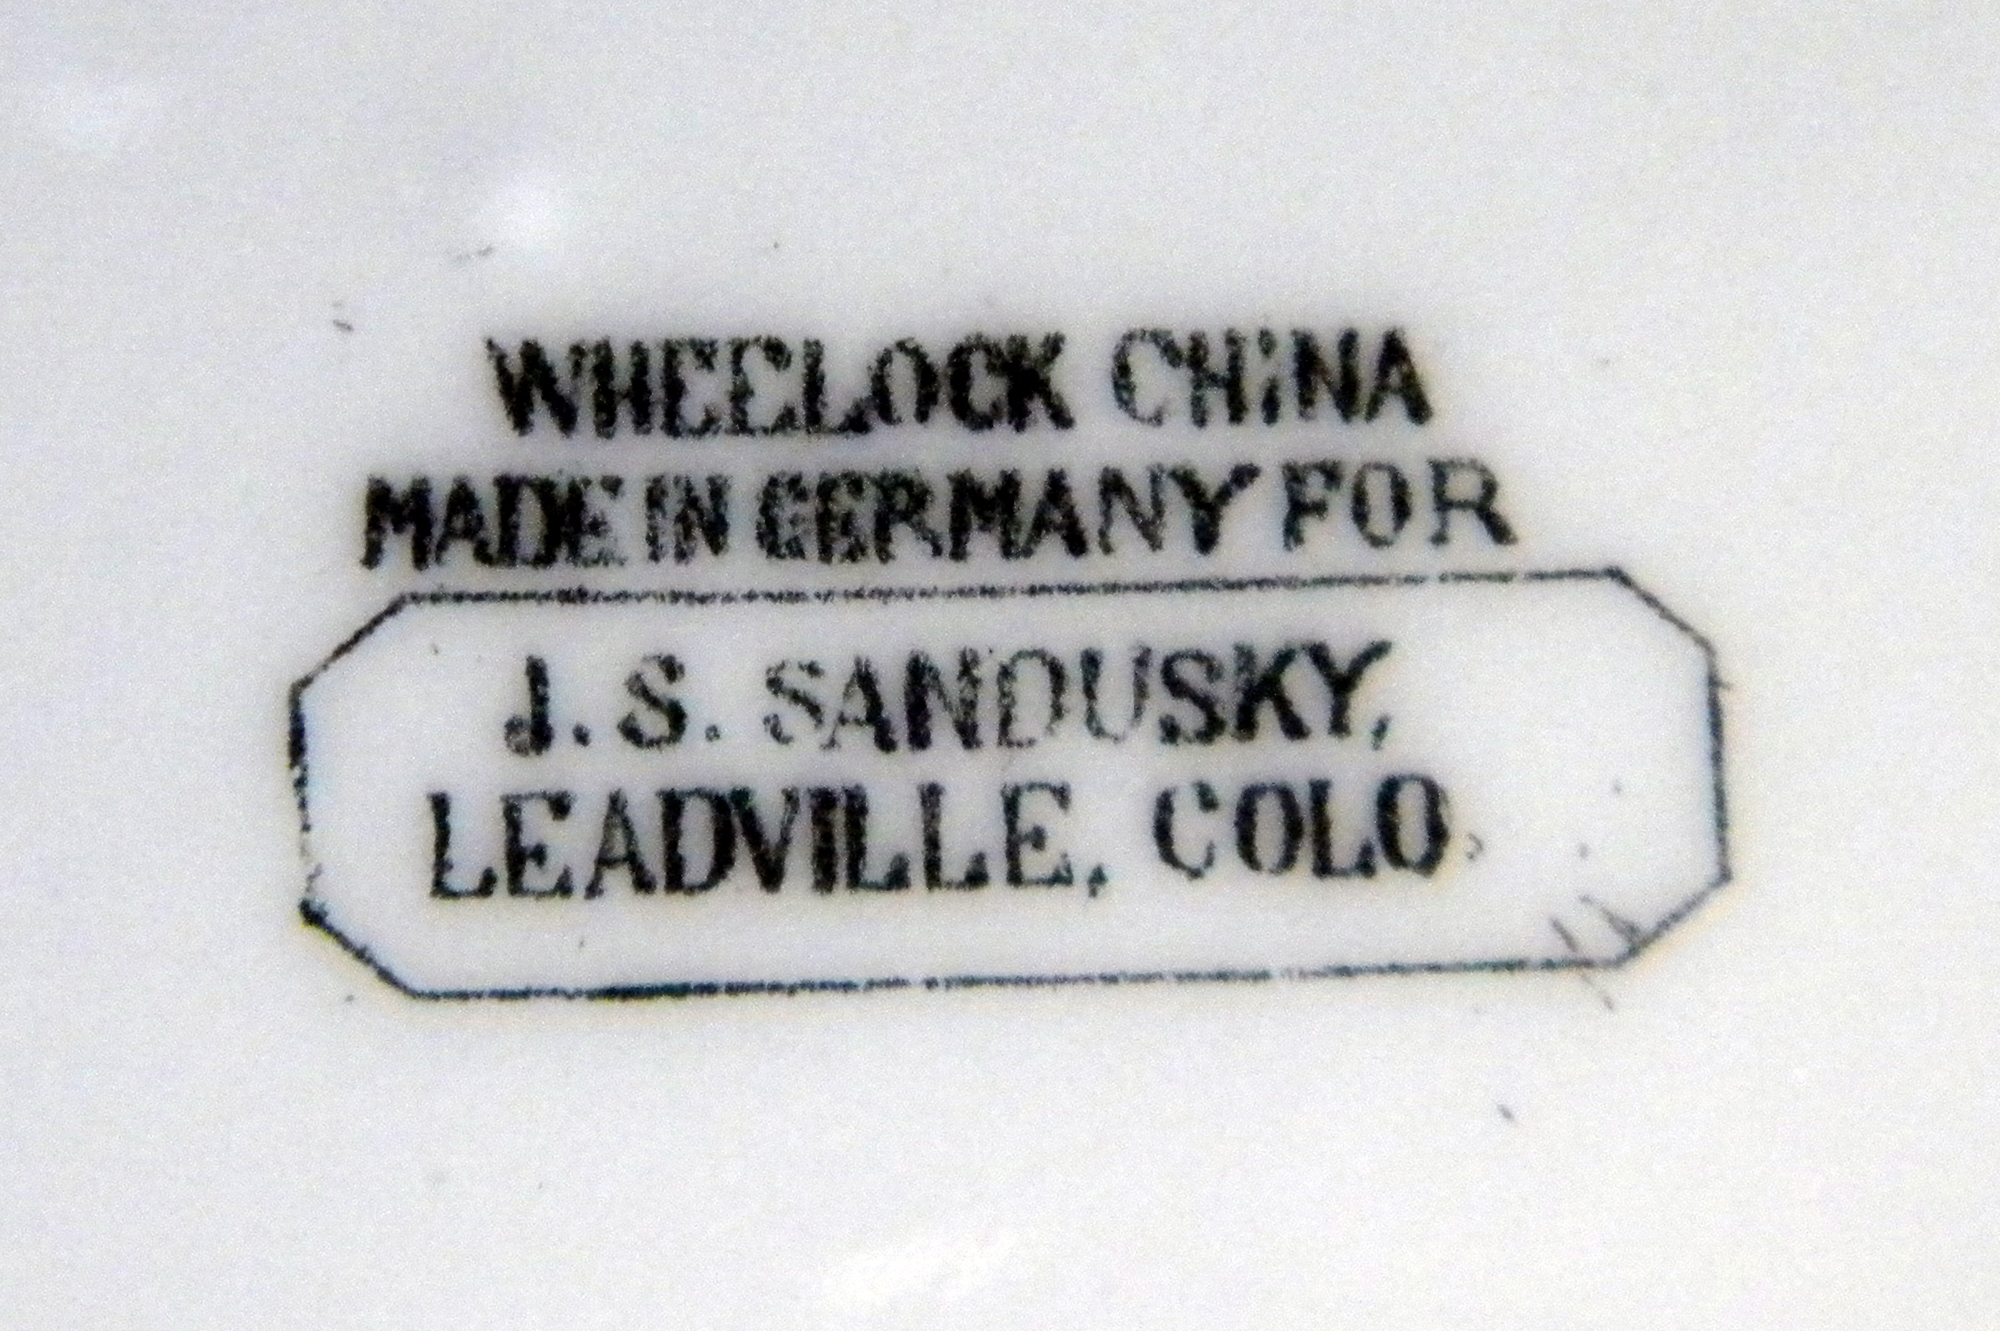 WHEELOCK CHiNA
MADE IN GERMANY FOR
J. S. SANDUSKY,
LEADVILLE, COLO.